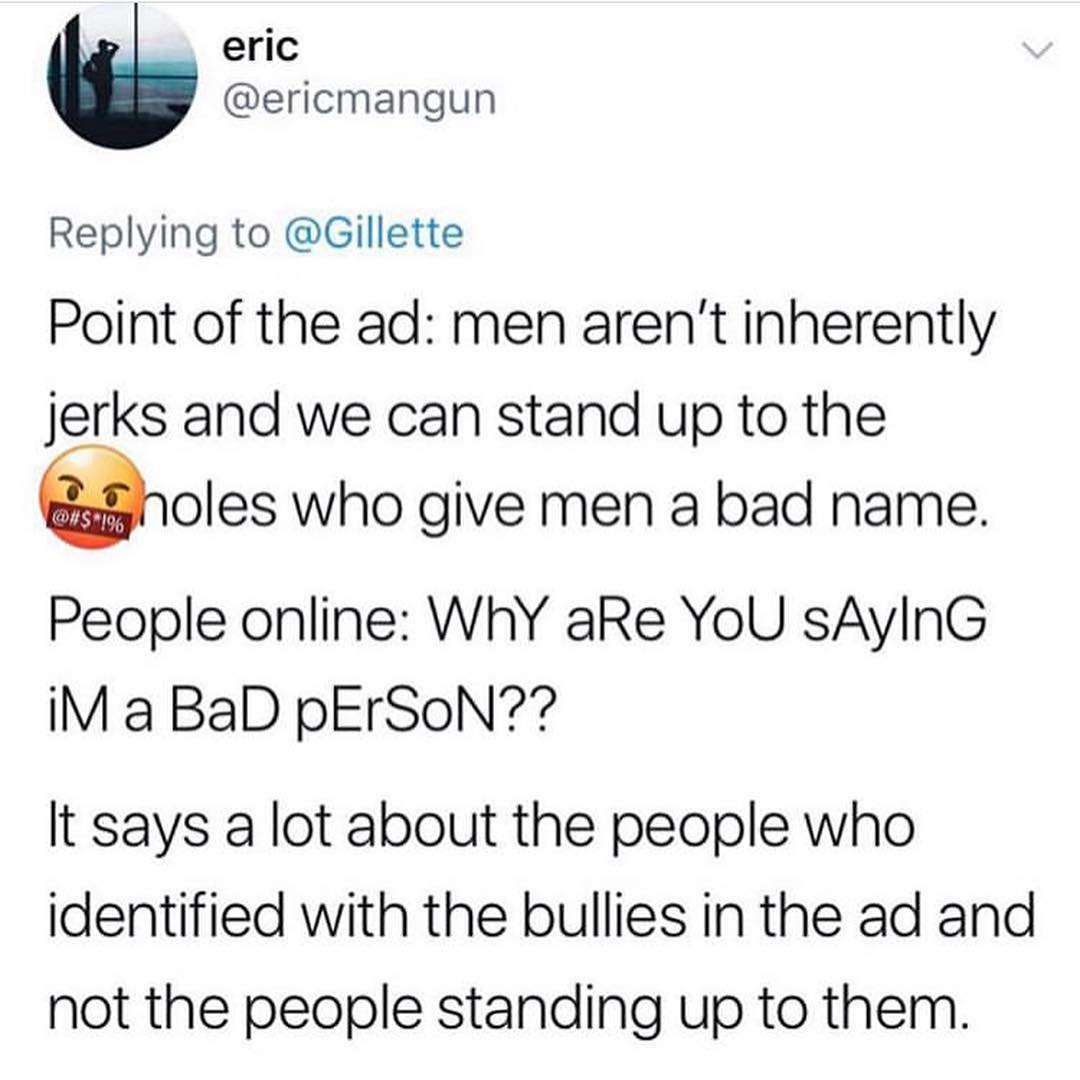 eric
@ericmangun
Replying to @Gillette
Point of the ad: men aren't inherently
jerks and we can stand up to the
@#$*!% holes who give men a bad name.
People online: WhY aRe YoU sAyInG
iM a BaD pErSoN??
It says a lot about the people who
identified with the bullies in the ad and
not the people standing up to them.